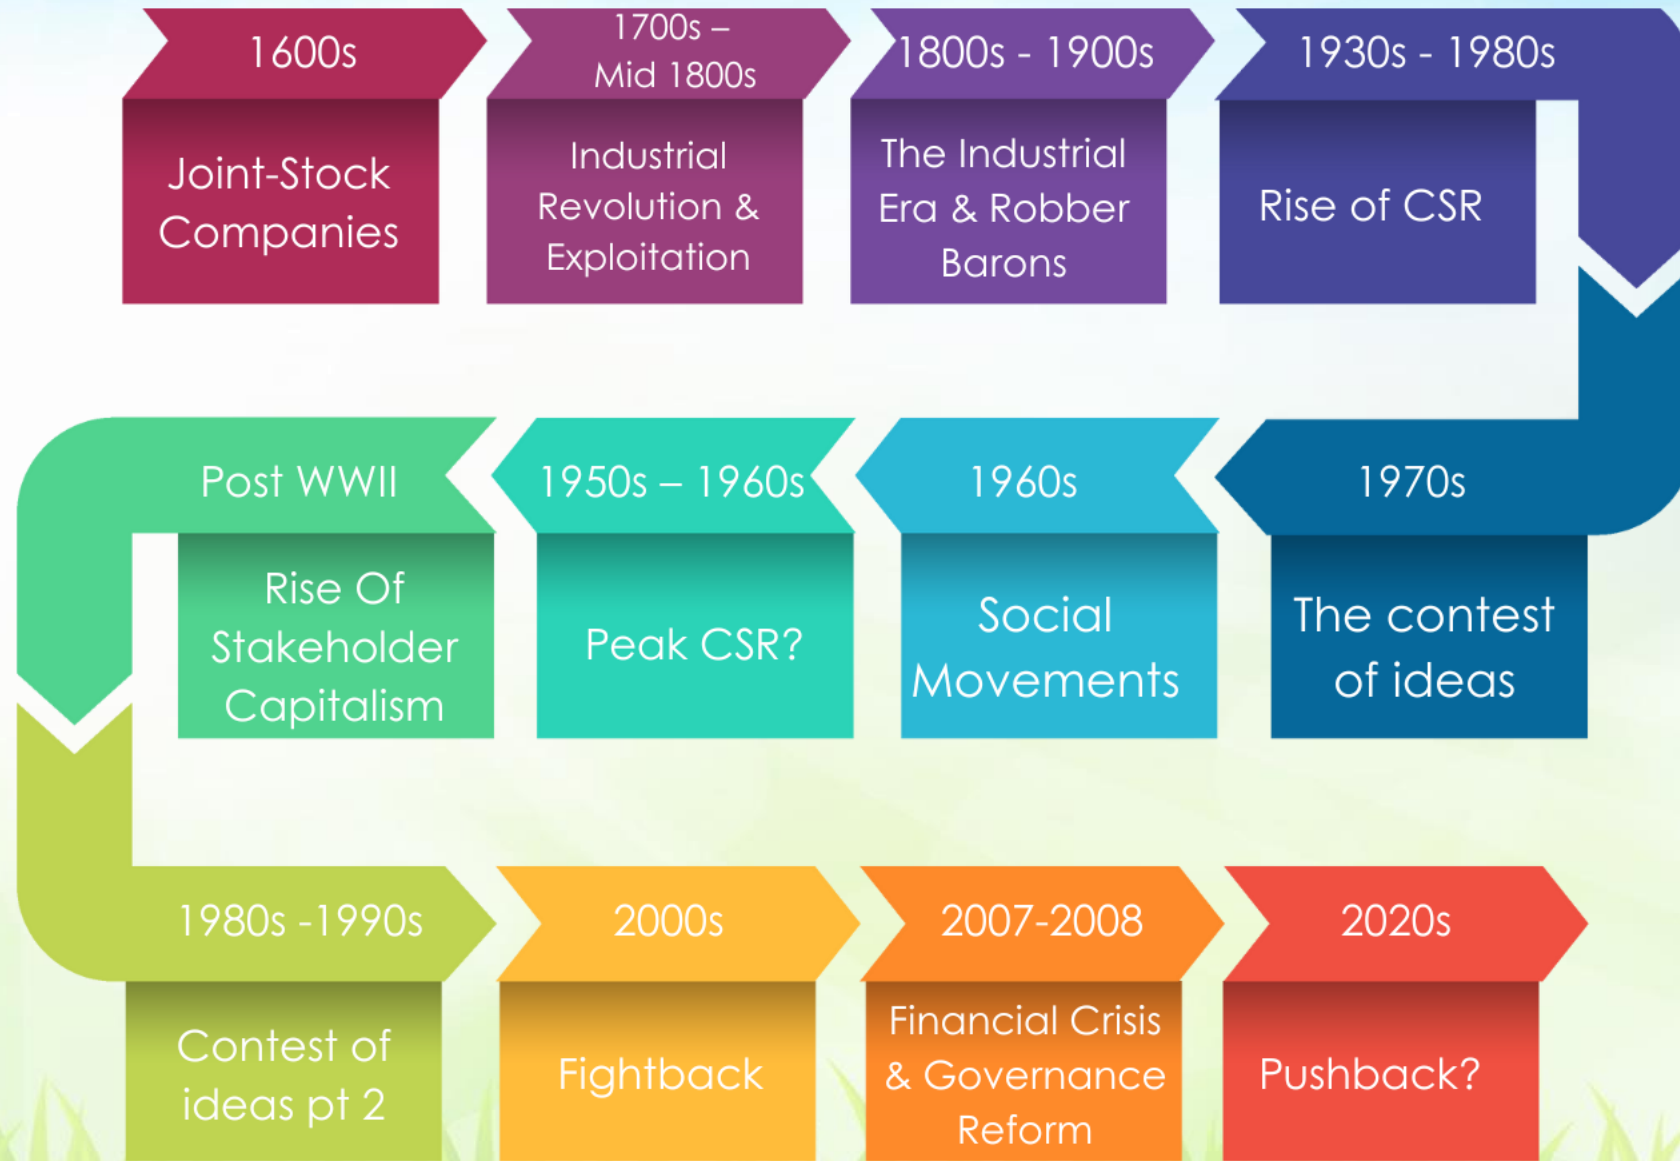 1600s
Joint-Stock
Companies
1700s –
Mid 1800s
Industrial
Revolution &
Exploitation
1800s - 1900s
The Industrial
Era & Robber
Barons
1930s - 1980s
Rise of CSR
1970s
The contest
of ideas
1960s
Social
Movements
1950s – 1960s
Peak CSR?
Post WWII
Rise Of
Stakeholder
Capitalism
1980s -1990s
Contest of
ideas pt 2
2000s
Fightback
2007-2008
Financial Crisis
& Governance
Reform
2020s
Pushback?